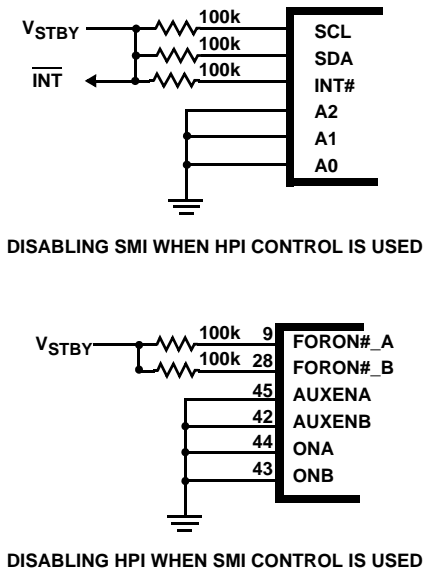 100k
VSTBY
SCL
100k
SDA
100k
INT
INT#
A2
A1
A0
DISABLING SMI WHEN HPI CONTROL IS USED
VSTBY
100k
9
FORON#_A
100k
28
FORON#_B
45
AUXENA
42
AUXENB
44
ONA
43
ONB
DISABLING HPI WHEN SMI CONTROL IS USED